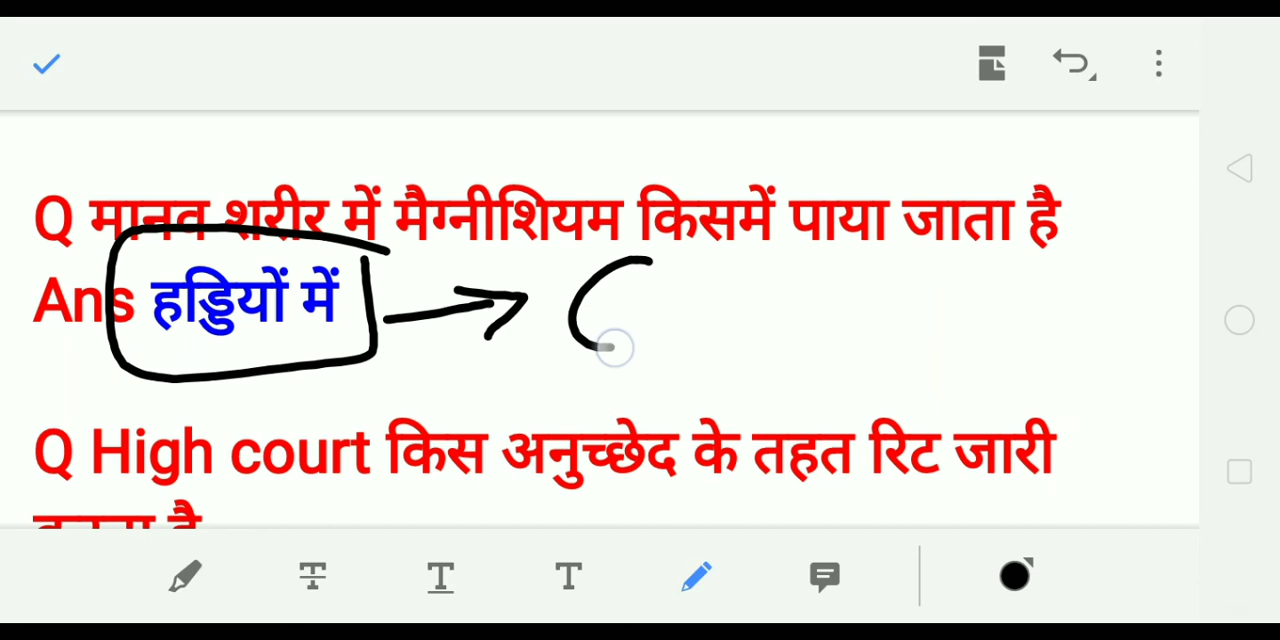 Q मानव शरीर में मैग्नीशियम किसमें पाया जाता है
Ans हड्डियों में
Q High court किस अनुच्छेद के तहत रिट जारी